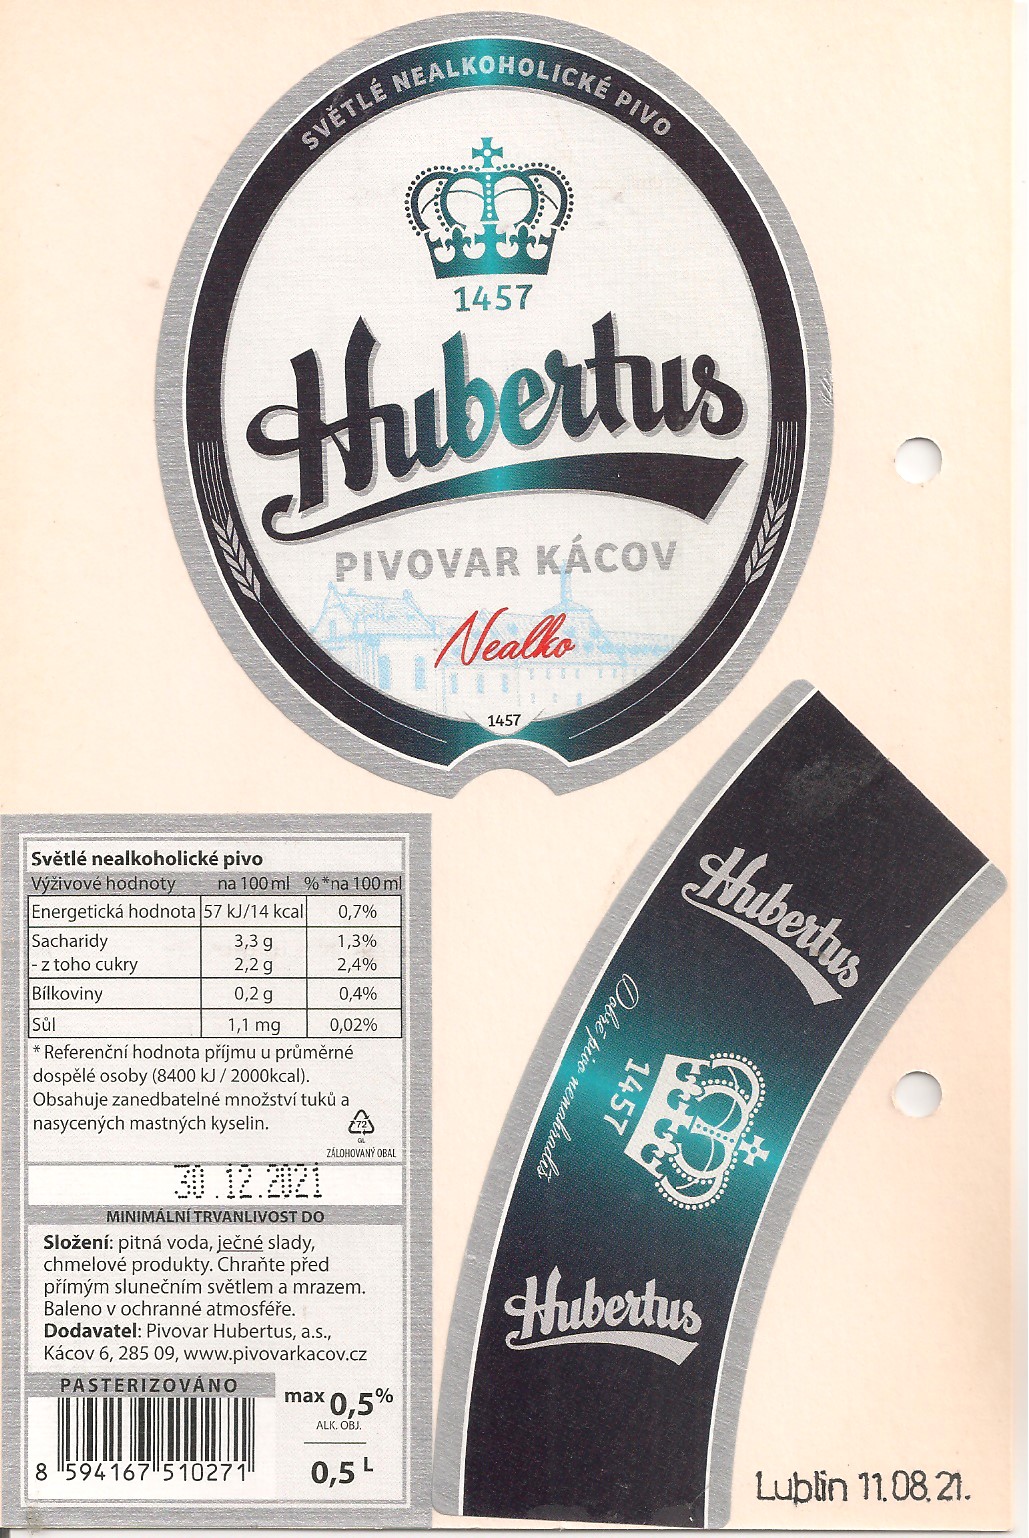 SVĚTLÉ NEALKOHOLICKÉ PIVO
1457
Hubertus
PIVOVAR KÁCOV
Nealko
1457
Světlé nealkoholické pivo
Výživové hodnoty na 100 ml %*na 100 ml
Energetická hodnota 57 kJ/14 kcal 0,7%
Sacharidy 3,3 g 1,3%
- z toho cukry 2,2 g 2,4%
Bílkoviny 0,2 g 0,4%
Sůl 1,1 mg 0,02%
* Referenční hodnota příjmu u průměrné
dospělé osoby (8400 kJ / 2000kcal).
Obsahuje zanedbatelné množství tuků a
nasycených mastných kyselin.
72
GL
ZÁLOHOVANÝ OBAL
30.12.2021
MINIMÁLNÍ TRVANLIVOST DO
Složení: pitná voda, ječné slady,
chmelové produkty. Chraňte před
přímým slunečním světlem a mrazem.
Baleno v ochranné atmosféře.
Dodavatel: Pivovar Hubertus, a.s.,
Kácov 6, 285 09, www.pivovarkacov.cz
PASTERIZOVÁNO
max 0,5%
ALK. OBJ.
0,5 L
8 594167 510271
Hubertus
Dobré pivo nenahradíš
1457
Hubertus
Lublin 11.08.21.